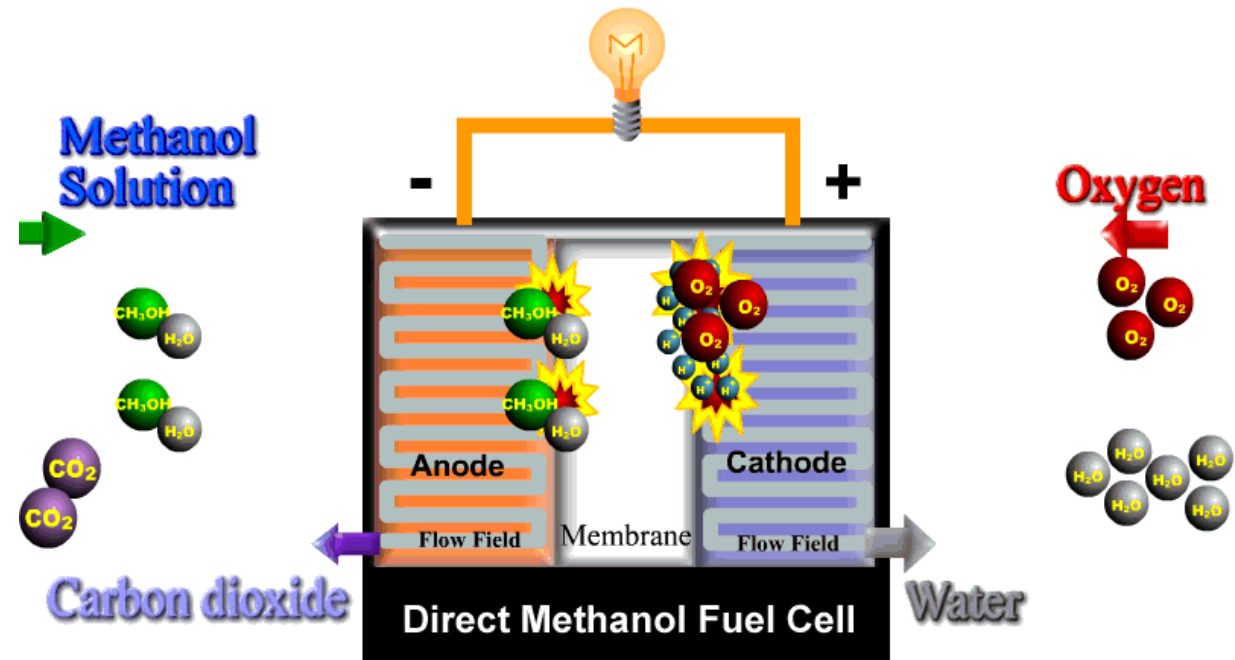 Methanol
Solution
-
+
Oxygen
CH₃OH
H₂O
CH₃OH
H₂O
CO₂
CO₂
CH₃OH
H₂O
CH₃OH
H₂O
O₂
O₂
O₂
H⁺
H⁺
H⁺
H⁺
H⁺
H⁺
H⁺
O₂
O₂
O₂
H₂O
H₂O
H₂O
H₂O
H₂O
H₂O
Anode
Cathode
Flow Field
Membrane
Flow Field
Carbon dioxide
Water
Direct Methanol Fuel Cell